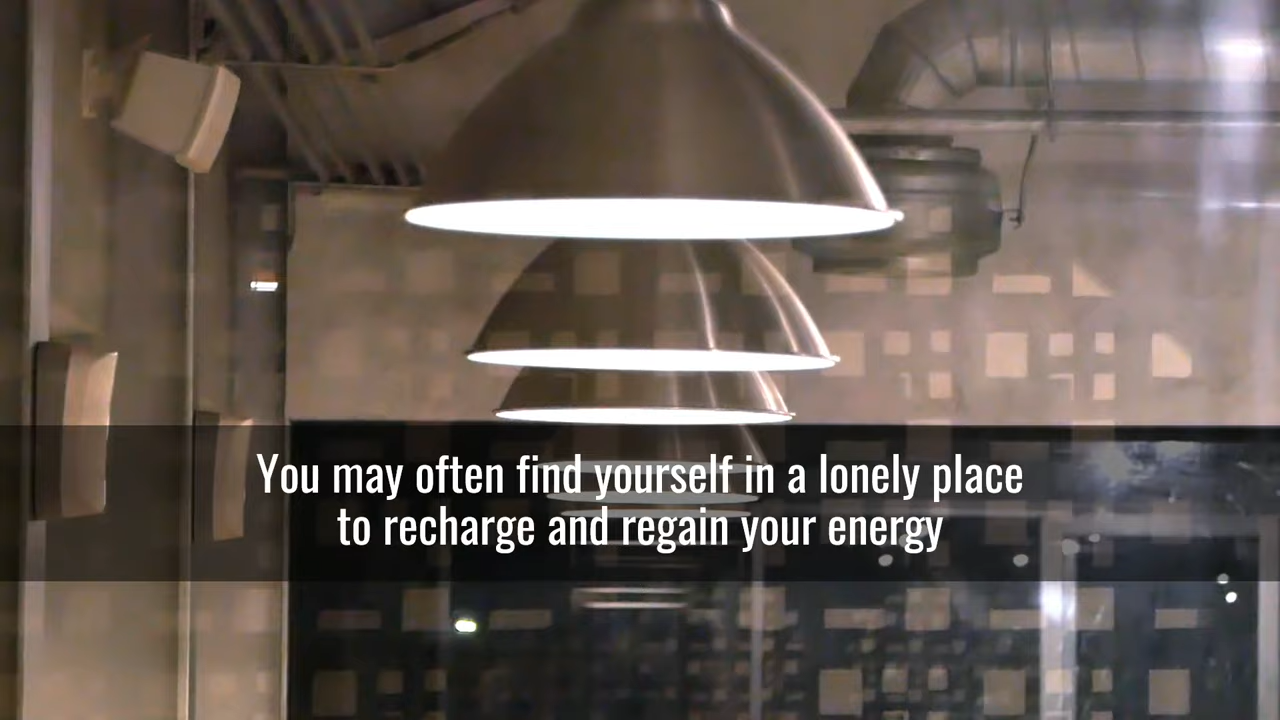 You may often find yourself in a lonely place
to recharge and regain your energy